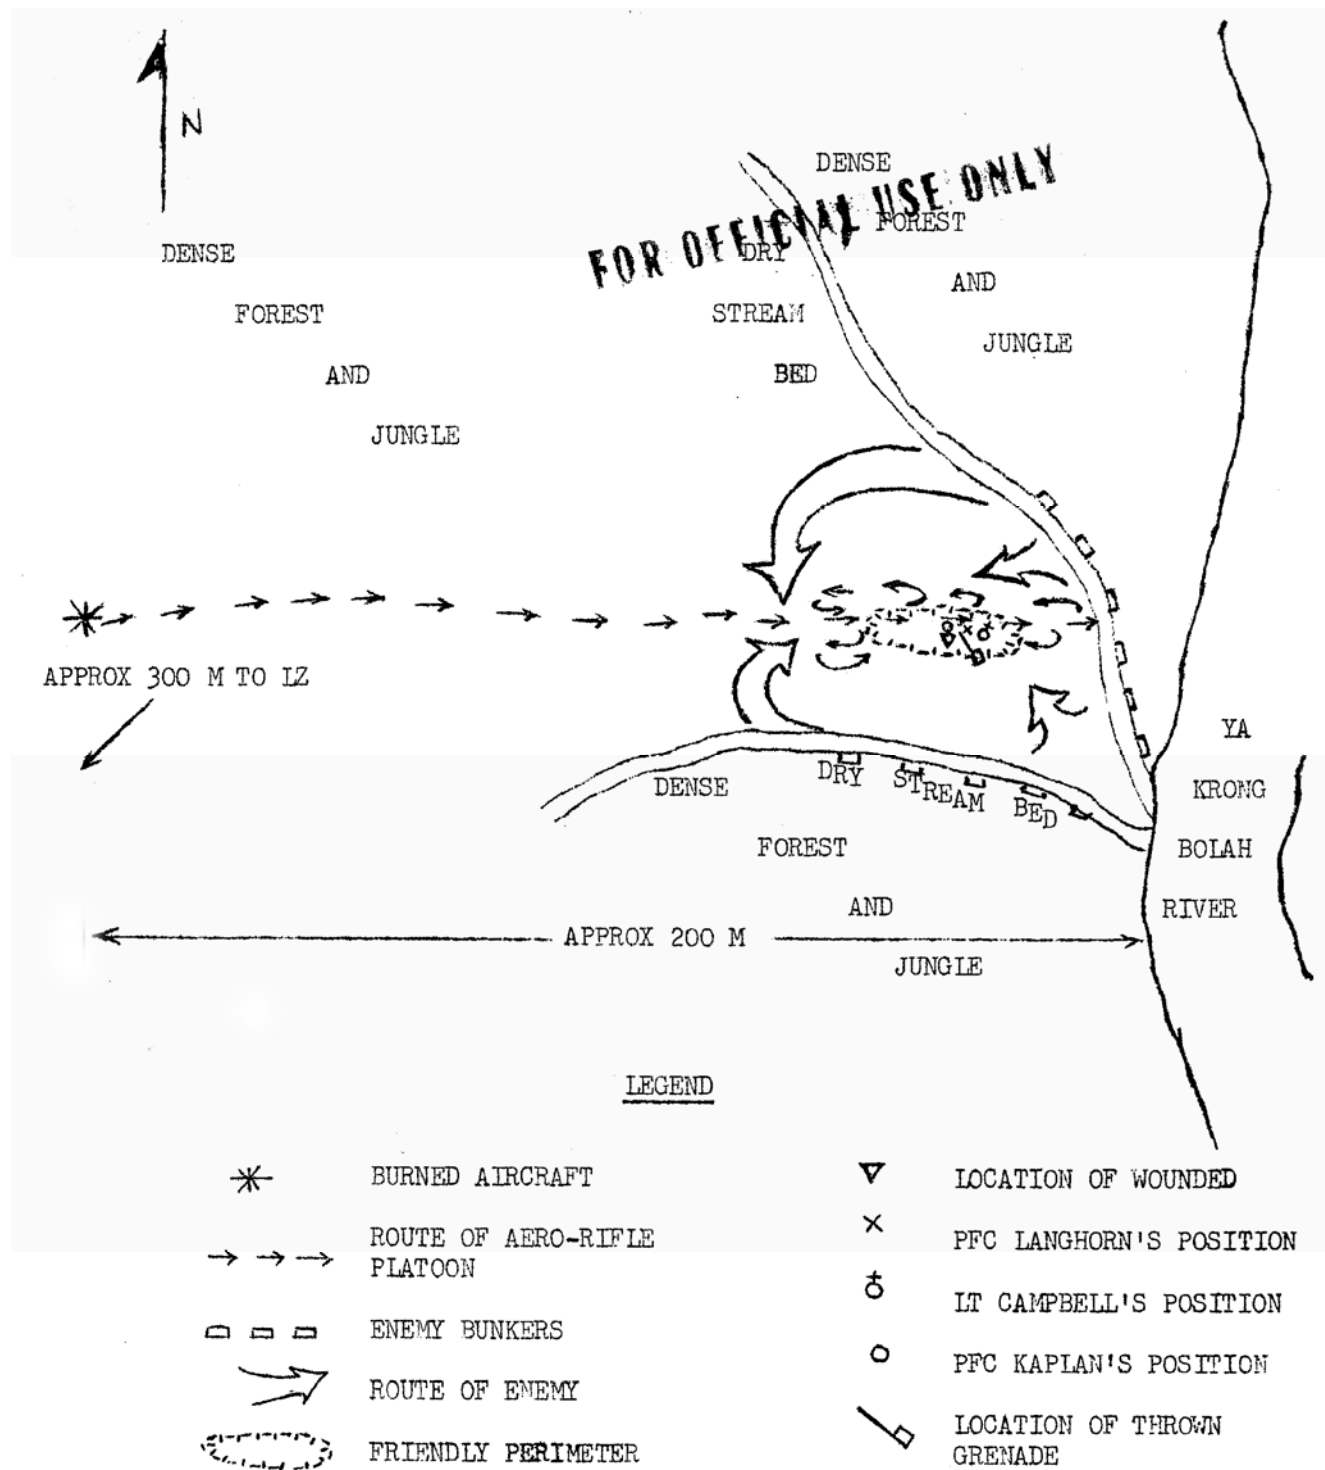 N
DENSE
FOREST
AND
JUNGLE
DENSE
FOREST
AND
JUNGLE
FOR OFFICIAL USE ONLY
DRY
STREAM
BED
APPROX 300 M TO LZ
DRY STREAM BED
DENSE
FOREST
AND
JUNGLE
YA
KRONG
BOLAH
RIVER
APPROX 200 M
LEGEND
BURNED AIRCRAFT
ROUTE OF AERO-RIFLE
PLATOON
ENEMY BUNKERS
ROUTE OF ENEMY
FRIENDLY PERIMETER
LOCATION OF WOUNDED
PFC LANGHORN'S POSITION
LT CAMPBELL'S POSITION
PFC KAPLAN'S POSITION
LOCATION OF THROWN
GRENADE